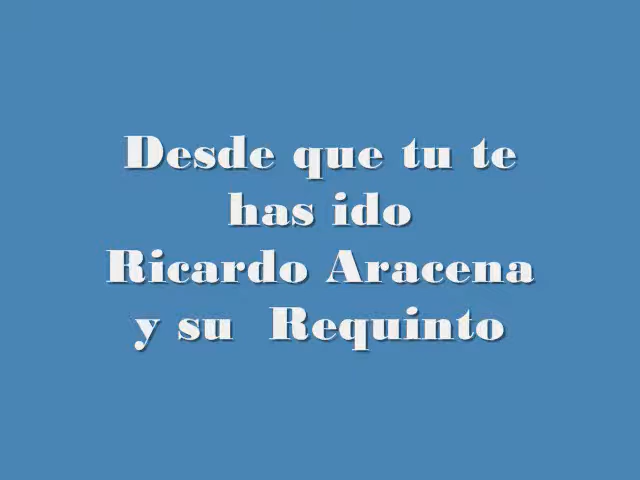 Desde que tu te
has ido
Ricardo Aracena
y su  Requinto